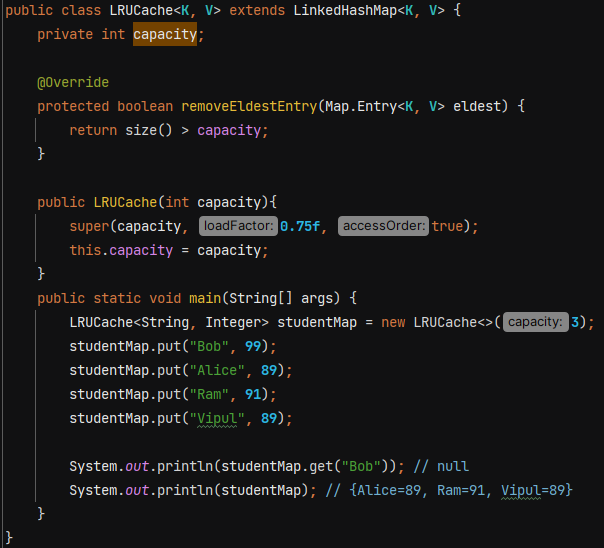 public class LRUCache<K, V> extends LinkedHashMap<K, V> {
    private int capacity;

    @Override
    protected boolean removeEldestEntry(Map.Entry<K, V> eldest) {
        return size() > capacity;
    }

    public LRUCache(int capacity){
        super(capacity, loadFactor: 0.75f, accessOrder: true);
        this.capacity = capacity;
    }
    public static void main(String[] args) {
        LRUCache<String, Integer> studentMap = new LRUCache<>( capacity: 3);
        studentMap.put("Bob", 99);
        studentMap.put("Alice", 89);
        studentMap.put("Ram", 91);
        studentMap.put("Vipul", 89);

        System.out.println(studentMap.get("Bob")); // null
        System.out.println(studentMap); // {Alice=89, Ram=91, Vipul=89}
    }
}